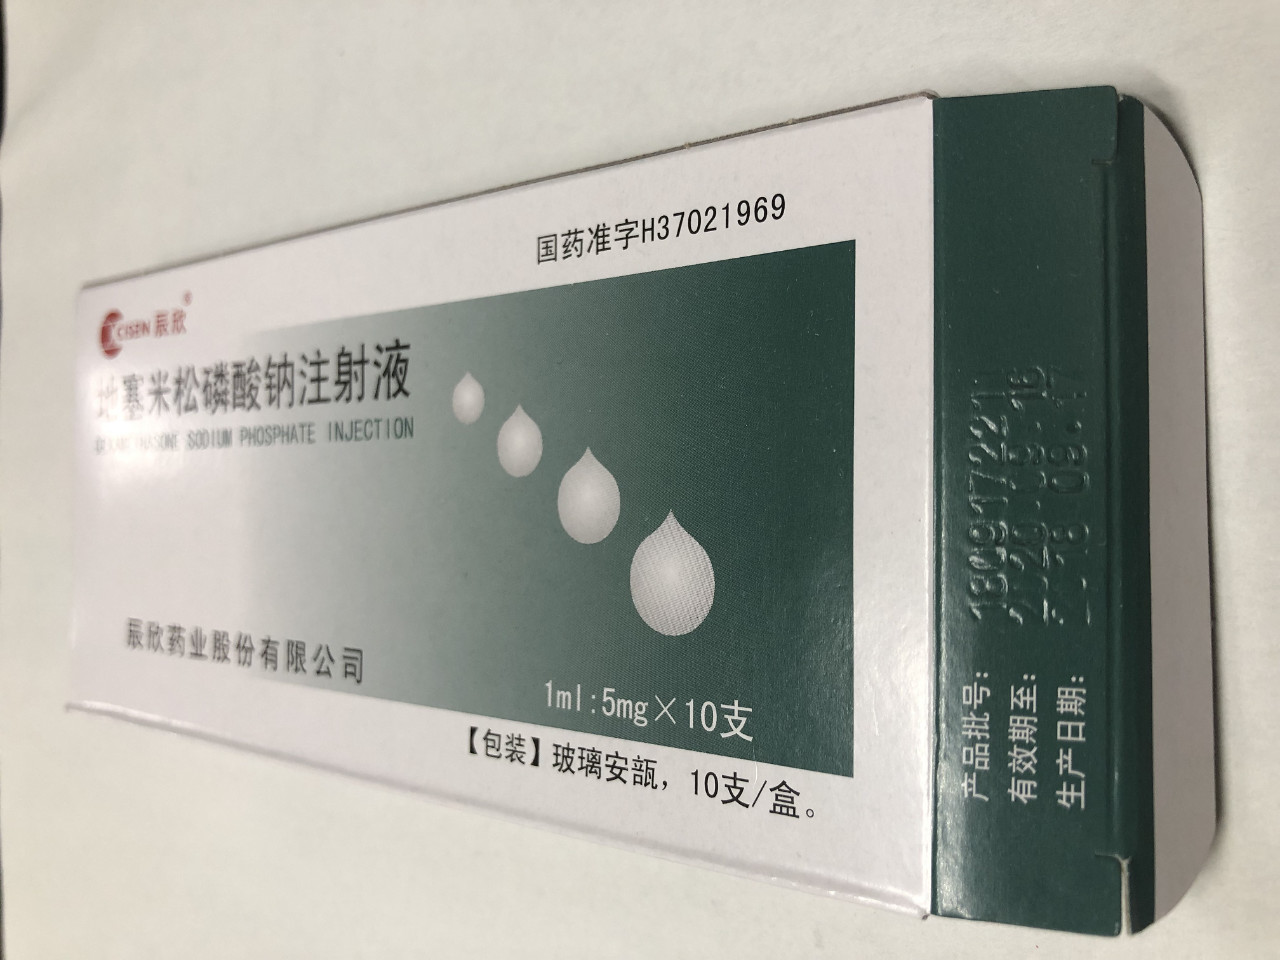 国药准字H37021969
CISEN 辰欣®
地塞米松磷酸钠注射液
SODIUM PHOSPHATE INJECTION
辰欣药业股份有限公司
1ml:5mg×10支
【包装】玻璃安瓿，10支/盒。
产品批号: 1809172211
有效期至:
生产日期: